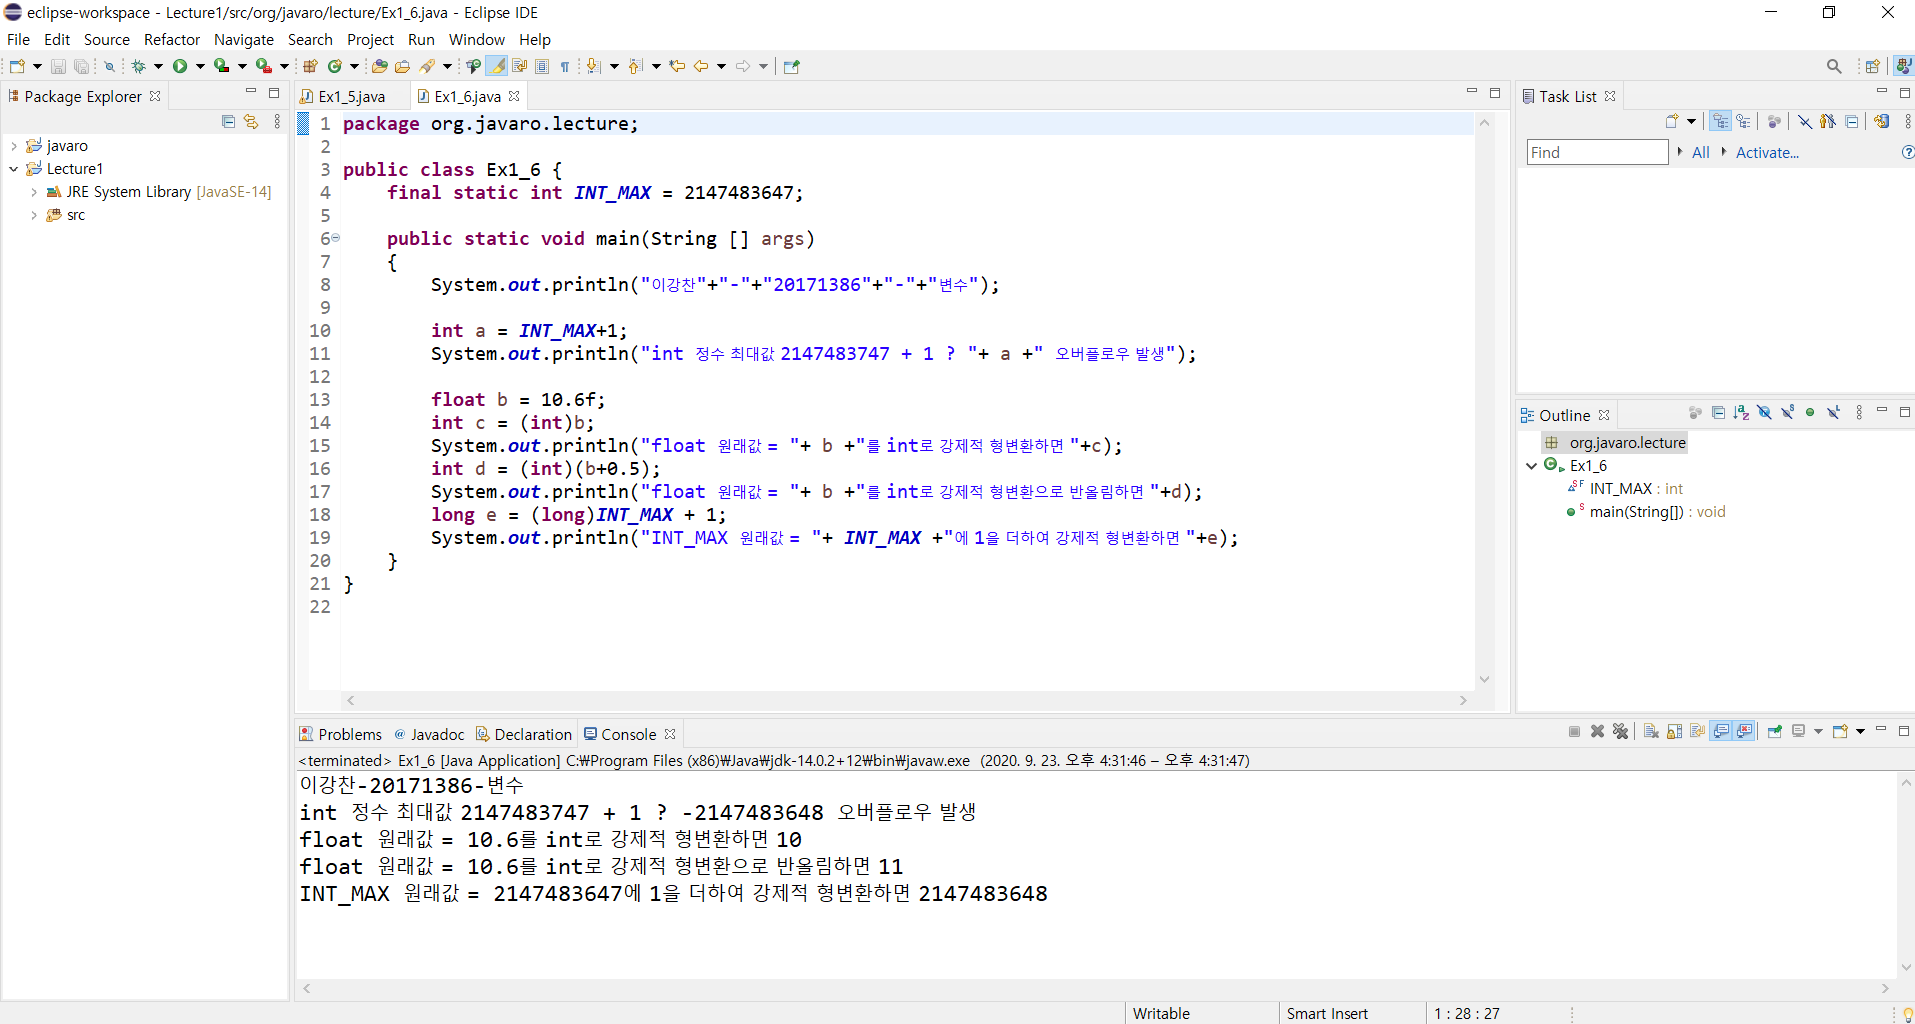 eclipse-workspace - Lecture1/src/org/javaro/lecture/Ex1_6.java - Eclipse IDE
File Edit Source Refactor Navigate Search Project Run Window Help
Package Explorer
javaro
Lecture1
JRE System Library [JavaSE-14]
src
Ex1_5.java
Ex1_6.java
1 package org.javaro.lecture;
2
3 public class Ex1_6 {
4 final static int INT_MAX = 2147483647;
5
6 public static void main(String [] args)
7 {
8 System.out.println("이강찬"+"-"+"20171386"+"-"+"변수");
9
10 int a = INT_MAX+1;
11 System.out.println("int 정수 최대값 2147483747 + 1 ? "+ a +" 오버플로우 발생");
12
13 float b = 10.6f;
14 int c = (int)b;
15 System.out.println("float 원래값 = "+ b +"를 int로 강제적 형변환하면 "+c);
16 int d = (int)(b+0.5);
17 System.out.println("float 원래값 = "+ b +"를 int로 강제적 형변환으로 반올림하면 "+d);
18 long e = (long)INT_MAX + 1;
19 System.out.println("INT_MAX 원래값 = "+ INT_MAX +"에 1을 더하여 강제적 형변환하면 "+e);
20 }
21 }
22
Task List
Find
All
Activate...
Outline
org.javaro.lecture
Ex1_6
INT_MAX : int
main(String[]) : void
Problems @ Javadoc Declaration Console
<terminated> Ex1_6 [Java Application] C:₩Program Files (x86)₩Java₩jdk-14.0.2+12₩bin₩javaw.exe (2020. 9. 23. 오후 4:31:46 – 오후 4:31:47)
이강찬-20171386-변수
int 정수 최대값 2147483747 + 1 ? -2147483648 오버플로우 발생
float 원래값 = 10.6를 int로 강제적 형변환하면 10
float 원래값 = 10.6를 int로 강제적 형변환으로 반올림하면 11
INT_MAX 원래값 = 2147483647에 1을 더하여 강제적 형변환하면 2147483648
Writable
Smart Insert
1 : 28 : 27